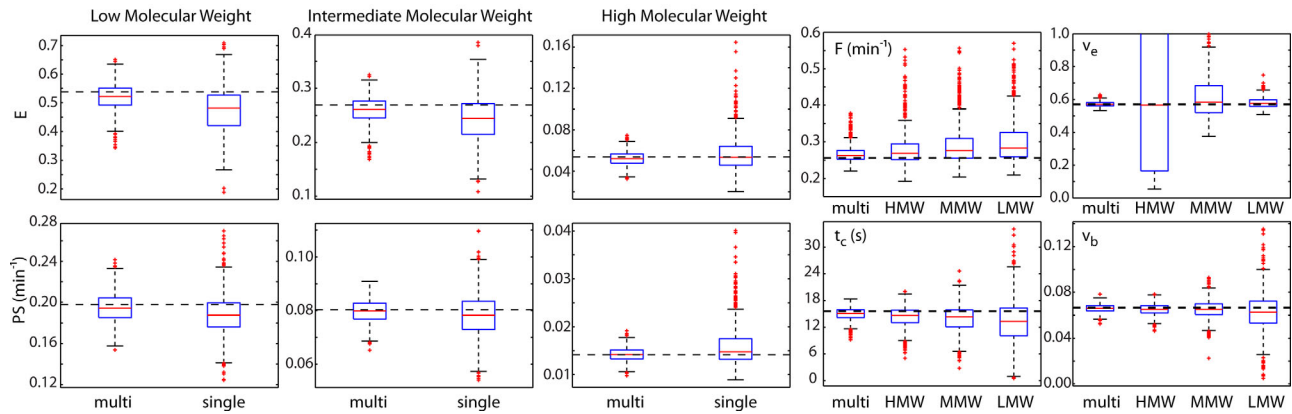 Low Molecular Weight
Intermediate Molecular Weight
High Molecular Weight
E
0.7
0.6
0.5
0.4
0.3
0.2
0.4
0.3
0.2
0.1
0.16
0.12
0.08
0.04
F (min⁻¹)
0.6
0.5
0.4
0.3
0.2
multi HMW MMW LMW
vₑ
1.0
0.8
0.6
0.4
0.2
0.0
multi HMW MMW LMW
PS (min⁻¹)
0.28
0.24
0.20
0.16
0.12
multi single
0.10
0.08
0.06
multi single
0.04
0.03
0.02
0.01
multi single
t_c (s)
30
24
18
12
6
0
multi HMW MMW LMW
v_b
0.12
0.08
0.04
0.00
multi HMW MMW LMW